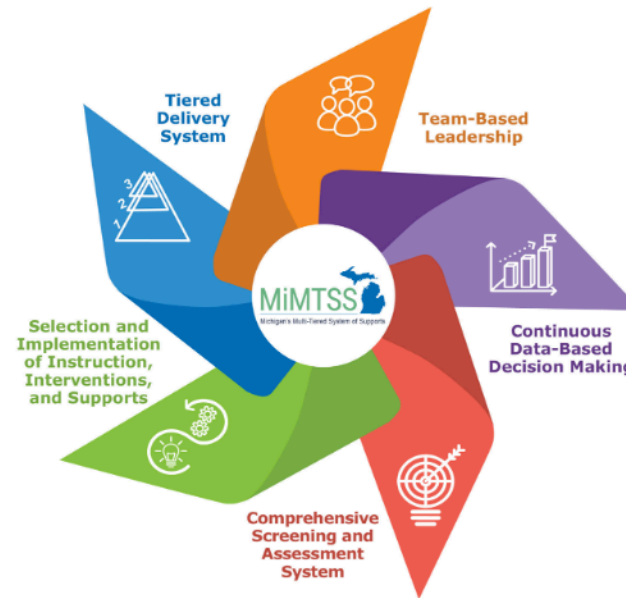 Tiered
Delivery
System
Team-Based
Leadership
3
2
1
MiMTSS
Michigan's Multi-Tiered System of Supports
Selection and
Implementation
of Instruction,
Interventions,
and Supports
Continuous
Data-Based
Decision Making
Comprehensive
Screening and
Assessment
System